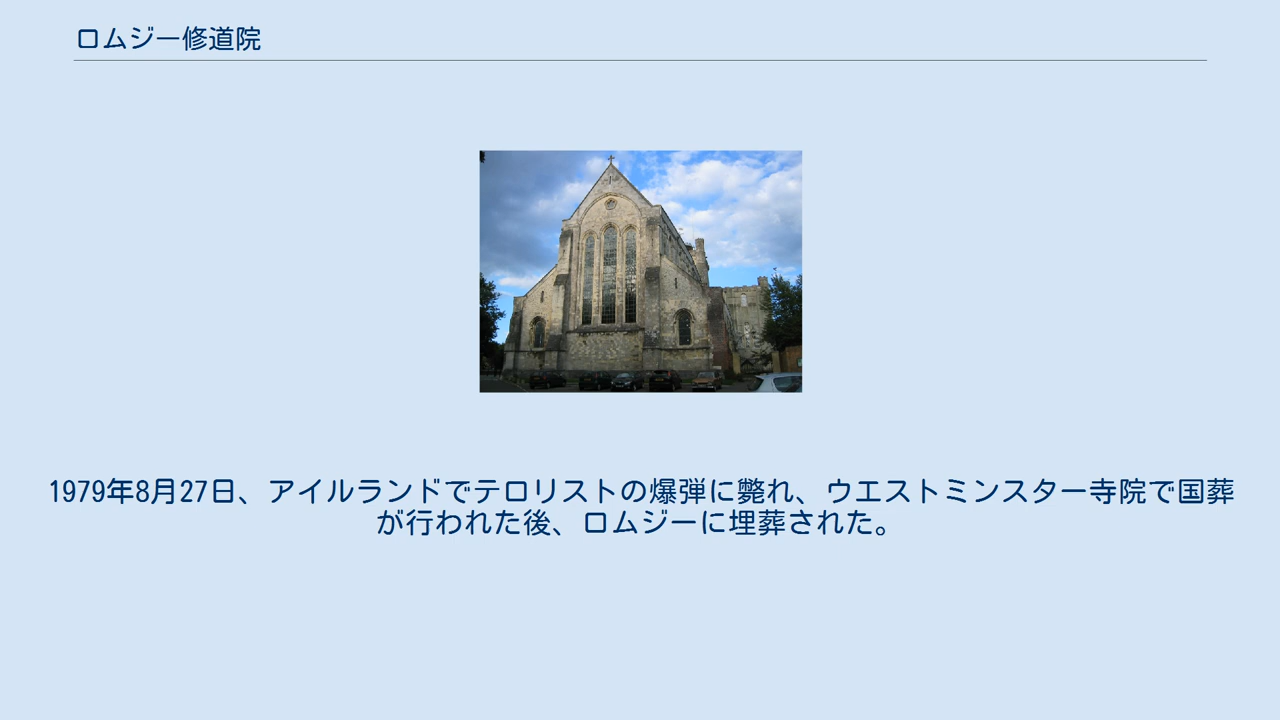 ロムジー修道院
1979年8月27日、アイルランドでテロリストの爆弾に斃れ、ウエストミンスター寺院で国葬
が行われた後、ロムジーに埋葬された。